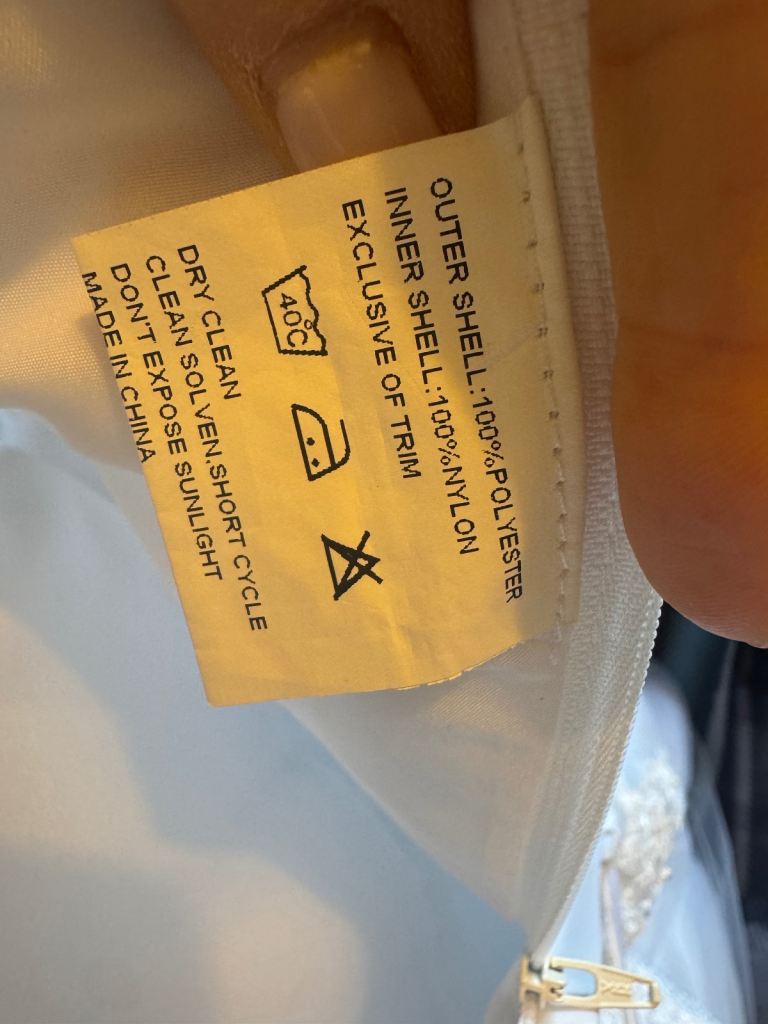 OUTER SHELL:100%POLYESTER
INNER SHELL:100%NYLON
EXCLUSIVE OF TRIM
40°C
DRY CLEAN
CLEAN SOLVEN.SHORT CYCLE
DON'T EXPOSE SUNLIGHT
MADE IN CHINA